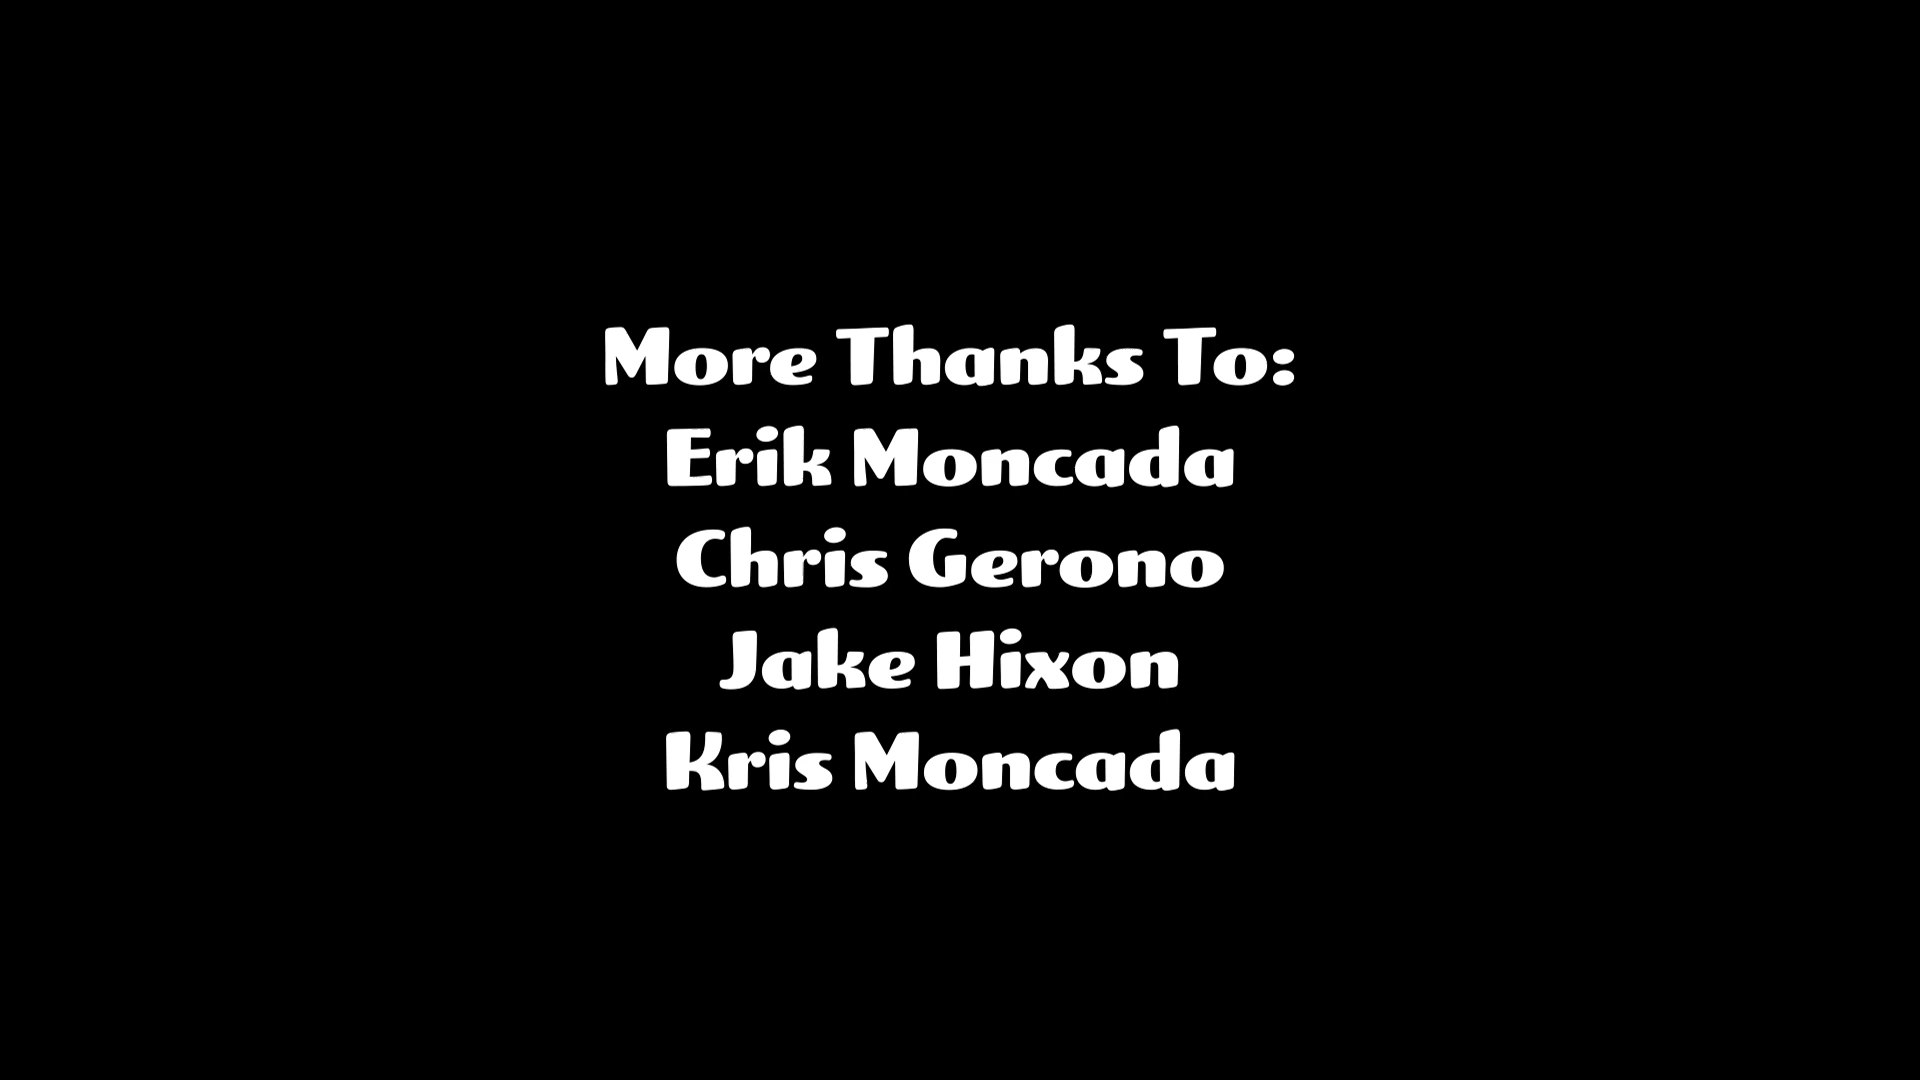 More Thanks To:
Erik Moncada
Chris Gerono
Jake Hixon
Kris Moncada